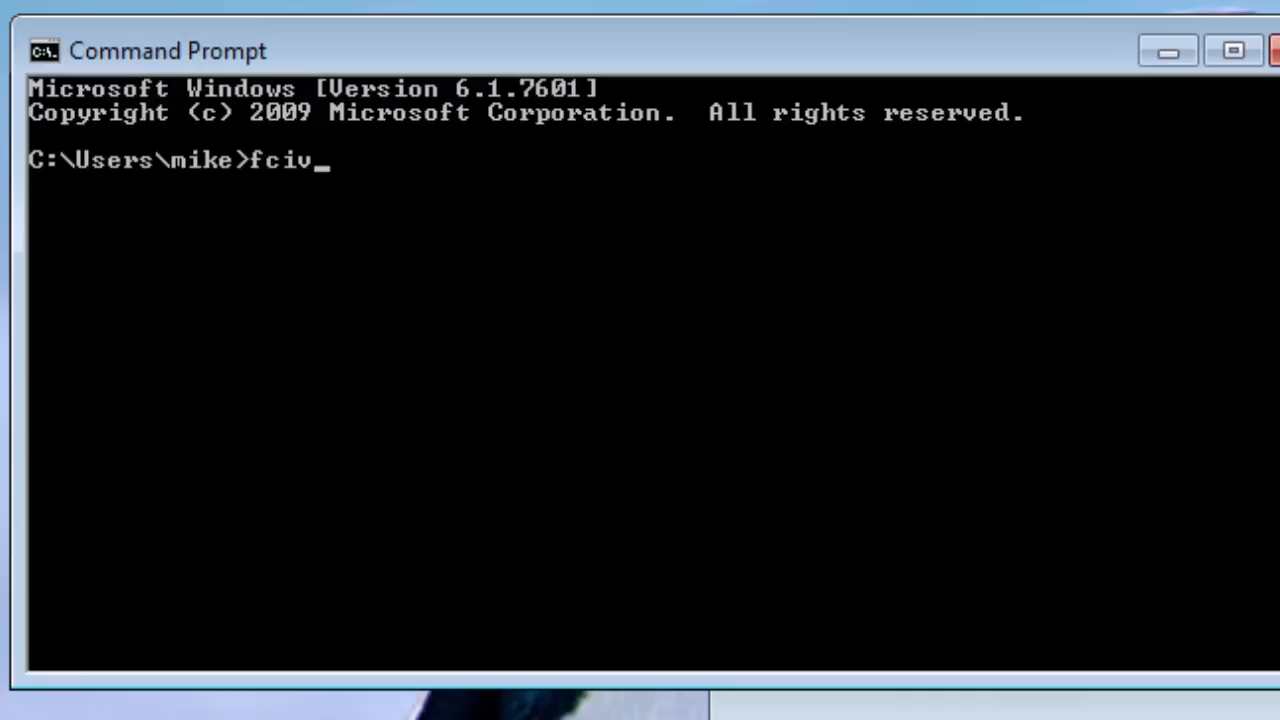 Command Prompt
Microsoft Windows [Version 6.1.7601]
Copyright (c) 2009 Microsoft Corporation.  All rights reserved.
C:\Users\mike>fciv_